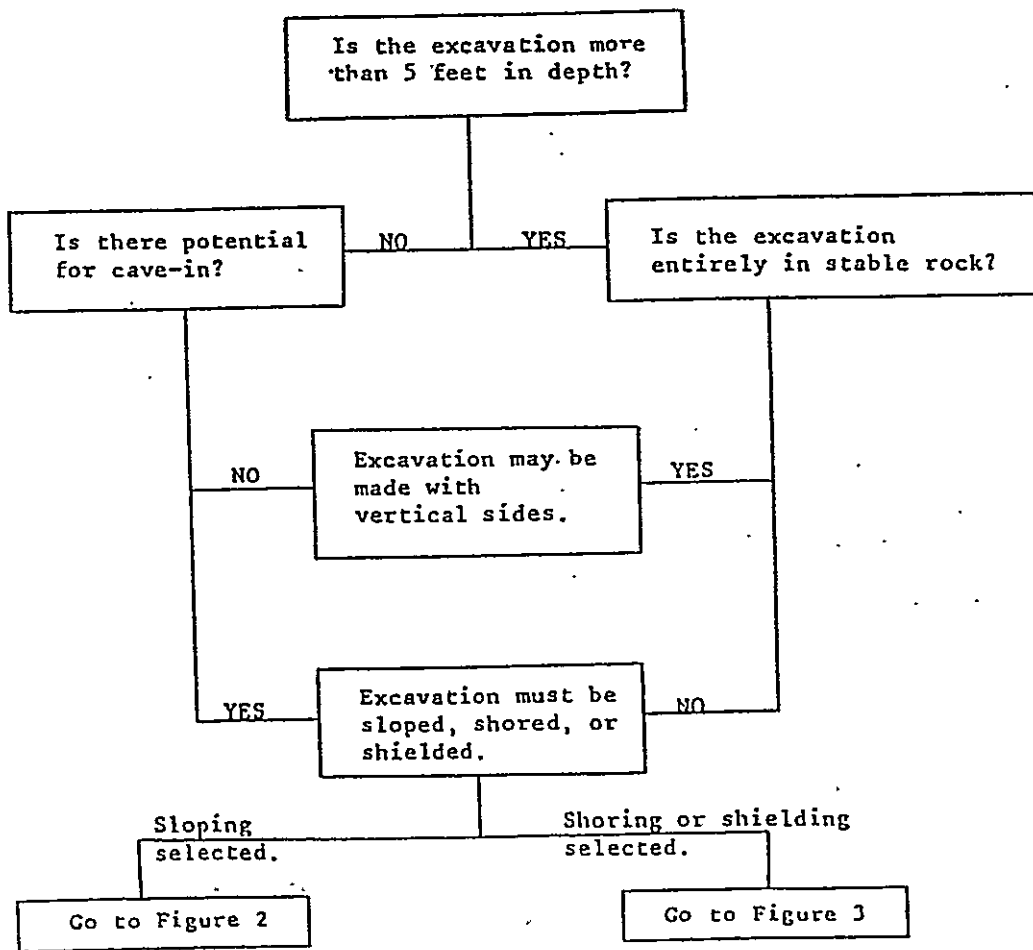 Is the excavation more
than 5 feet in depth?
Is there potential
for cave-in?
NO
YES
Is the excavation
entirely in stable rock?
NO
Excavation may be
made with
vertical sides.
YES
YES
Excavation must be
sloped, shored, or
shielded.
NO
Sloping
selected.
Shoring or shielding
selected.
Go to Figure 2
Go to Figure 3